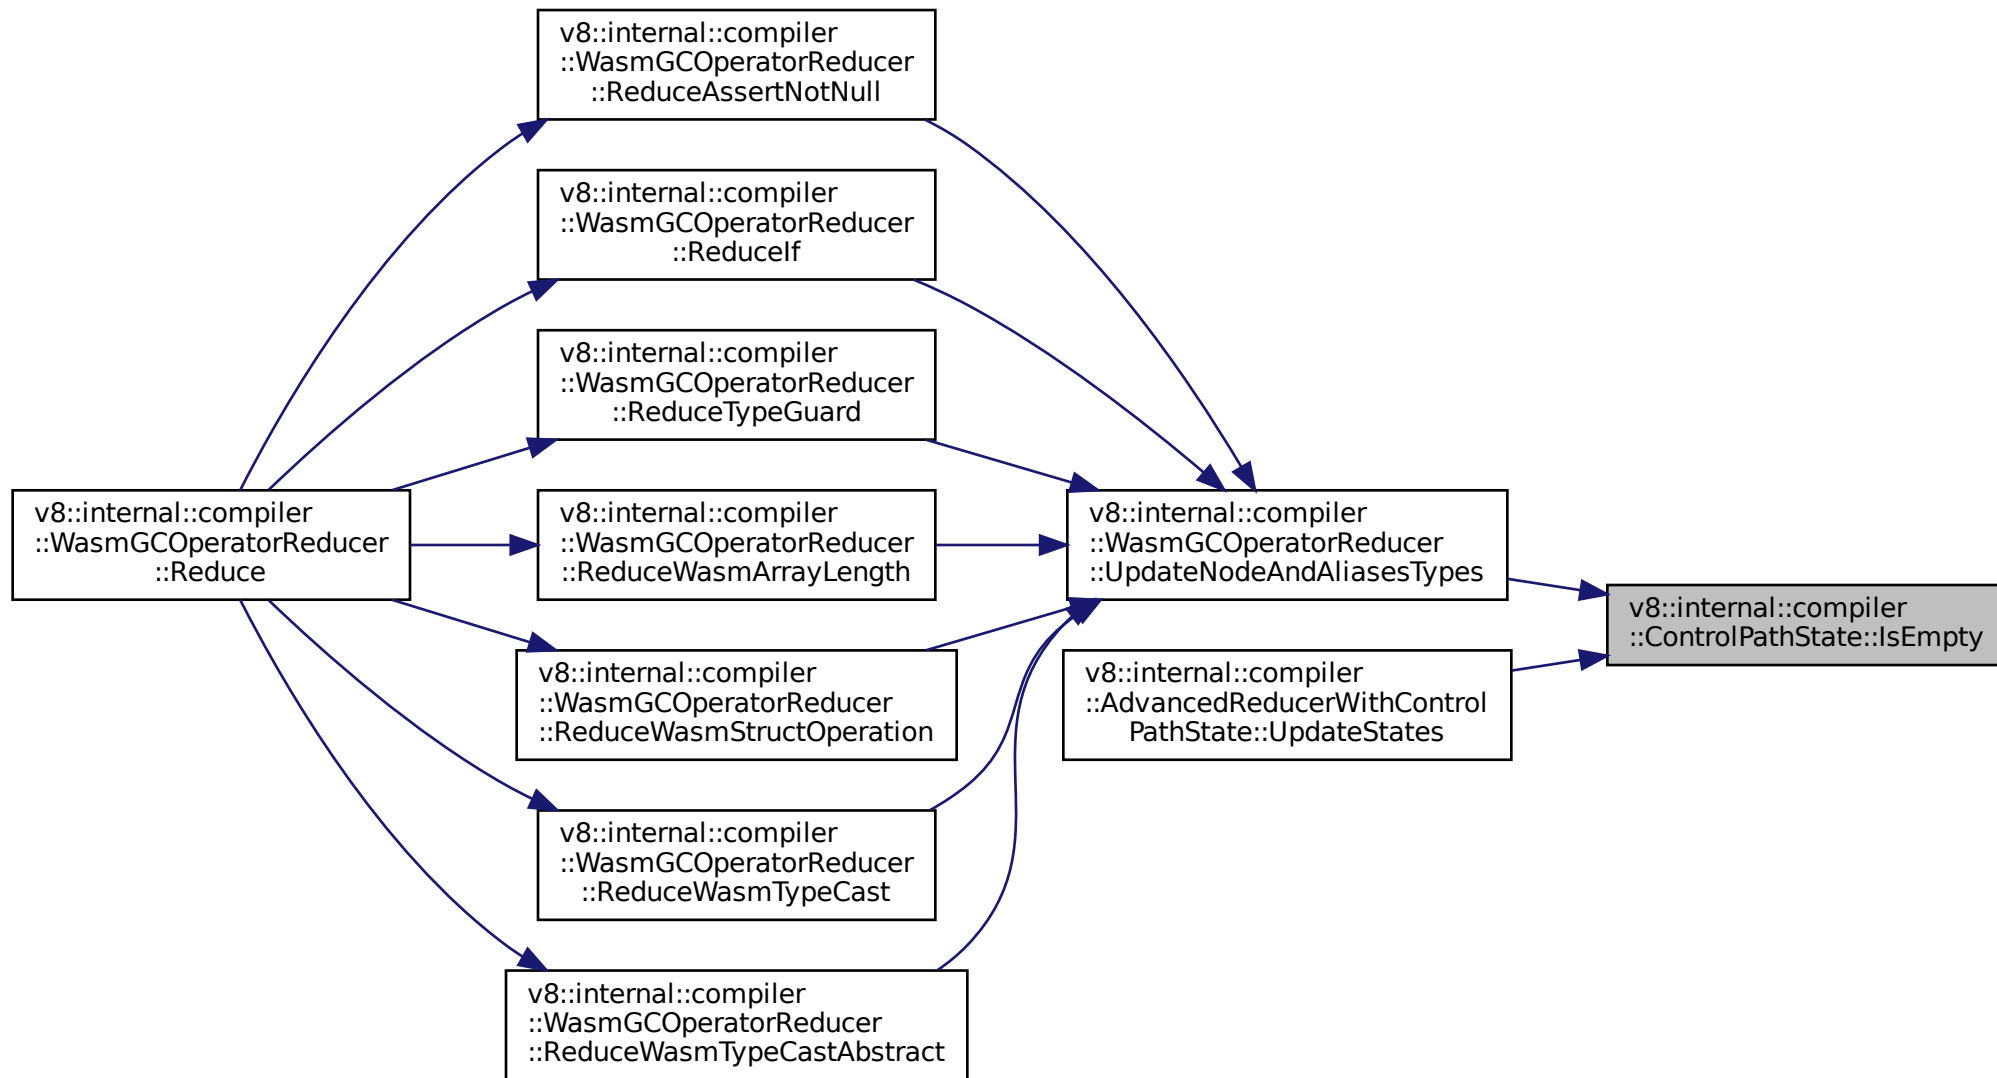 v8::internal::compiler
::WasmGCOperatorReducer
::ReduceAssertNotNull
v8::internal::compiler
::WasmGCOperatorReducer
::ReduceIf
v8::internal::compiler
::WasmGCOperatorReducer
::ReduceTypeGuard
v8::internal::compiler
::WasmGCOperatorReducer
::Reduce
v8::internal::compiler
::WasmGCOperatorReducer
::ReduceWasmArrayLength
v8::internal::compiler
::WasmGCOperatorReducer
::UpdateNodeAndAliasesTypes
v8::internal::compiler
::ControlPathState::IsEmpty
v8::internal::compiler
::WasmGCOperatorReducer
::ReduceWasmStructOperation
v8::internal::compiler
::AdvancedReducerWithControl
PathState::UpdateStates
v8::internal::compiler
::WasmGCOperatorReducer
::ReduceWasmTypeCast
v8::internal::compiler
::WasmGCOperatorReducer
::ReduceWasmTypeCastAbstract